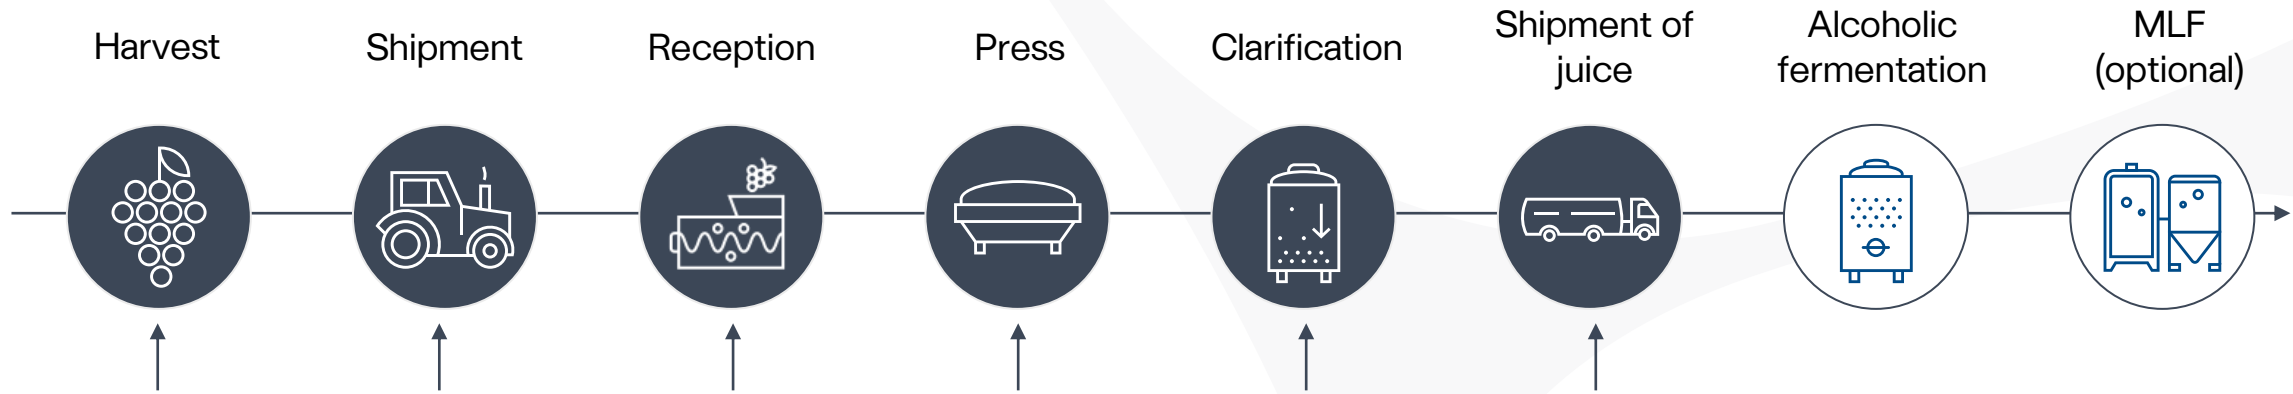 Harvest
Shipment
Reception
Press
Clarification
Shipment of
juice
Alcoholic
fermentation
MLF
(optional)